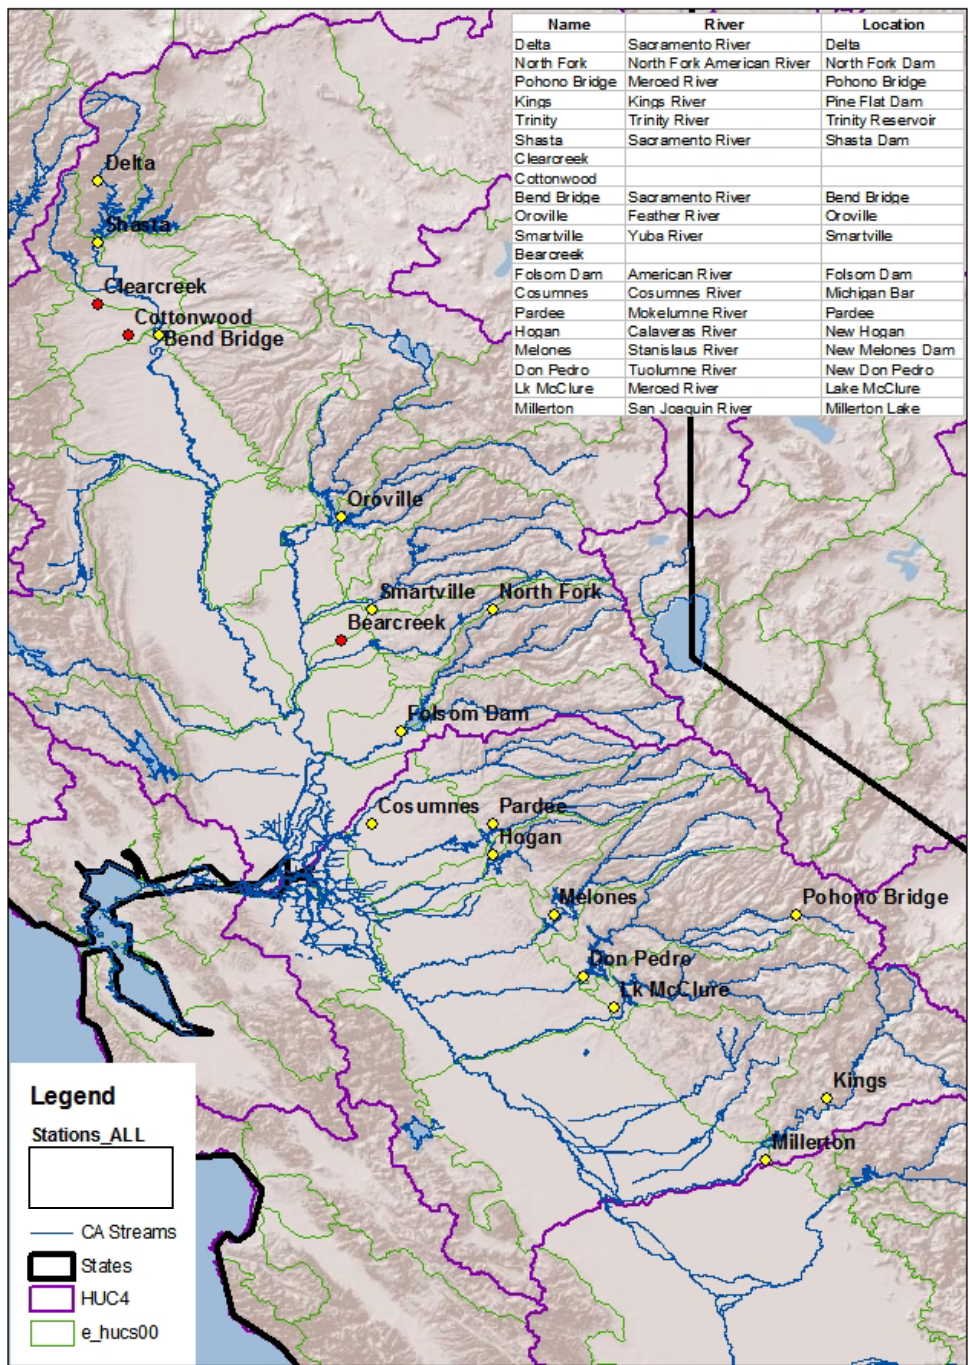 Name River Location
Delta Sacramento River Delta
North Fork North Fork American River North Fork Dam
Pohono Bridge Merced River Pohono Bridge
Kings Kings River Pine Flat Dam
Trinity Trinity River Trinity Reservoir
Shasta Sacramento River Shasta Dam
Clearcreek
Cottonwood
Bend Bridge Sacramento River Bend Bridge
Oroville Feather River Oroville
Smartville Yuba River Smartville
Bearcreek
Folsom Dam American River Folsom Dam
Cosumnes Cosumnes River Michigan Bar
Pardee Mokelumne River Pardee
Hogan Calaveras River New Hogan
Melones Stanislaus River New Melones Dam
Don Pedro Tuolumne River New Don Pedro
Lk McClure Merced River Lake McClure
Millerton San Joaquin River Millerton Lake
Delta
Shasta
Clearcreek
Cottonwood
Bend Bridge
Oroville
Smartville North Fork
Bearcreek
Folsom Dam
Cosumnes Pardee
Hogan
Melones Pohono Bridge
Don Pedro
Lk McClure
Kings
Millerton
Legend
Stations_ALL
CA Streams
States
HUC4
e_hucs00